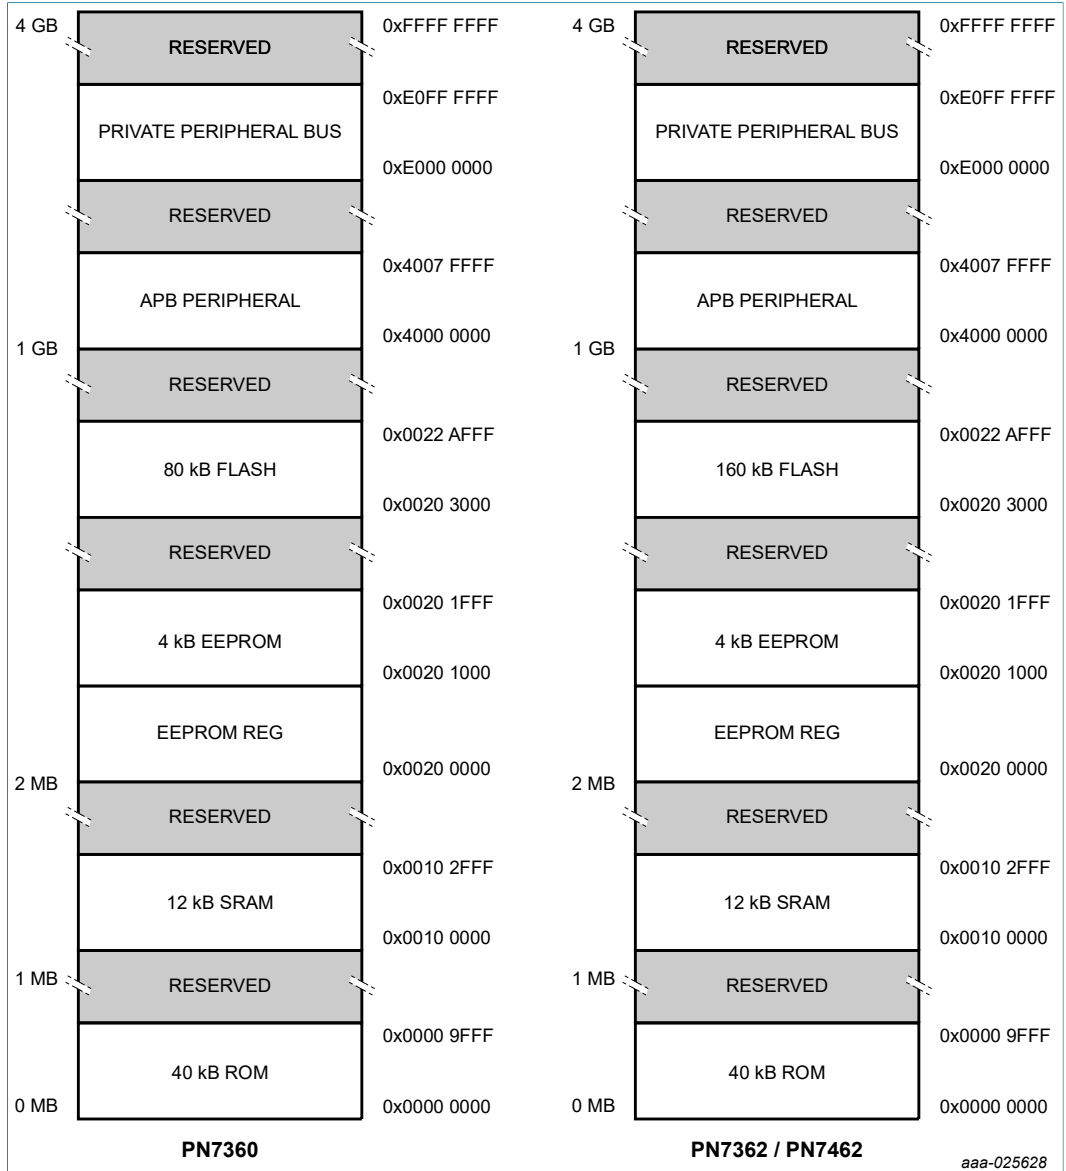 4 GB
RESERVED
0xFFFF FFFF
0xE0FF FFFF
PRIVATE PERIPHERAL BUS
0xE000 0000
RESERVED
0x4007 FFFF
APB PERIPHERAL
0x4000 0000
1 GB
RESERVED
0x0022 AFFF
80 kB FLASH
0x0020 3000
RESERVED
0x0020 1FFF
4 kB EEPROM
0x0020 1000
EEPROM REG
0x0020 0000
2 MB
RESERVED
0x0010 2FFF
12 kB SRAM
0x0010 0000
1 MB
RESERVED
0x0000 9FFF
40 kB ROM
0 MB
0x0000 0000
PN7360
4 GB
RESERVED
0xFFFF FFFF
0xE0FF FFFF
PRIVATE PERIPHERAL BUS
0xE000 0000
RESERVED
0x4007 FFFF
APB PERIPHERAL
0x4000 0000
1 GB
RESERVED
0x0022 AFFF
160 kB FLASH
0x0020 3000
RESERVED
0x0020 1FFF
4 kB EEPROM
0x0020 1000
EEPROM REG
0x0020 0000
2 MB
RESERVED
0x0010 2FFF
12 kB SRAM
0x0010 0000
1 MB
RESERVED
0x0000 9FFF
40 kB ROM
0 MB
0x0000 0000
PN7362 / PN7462
aaa-025628